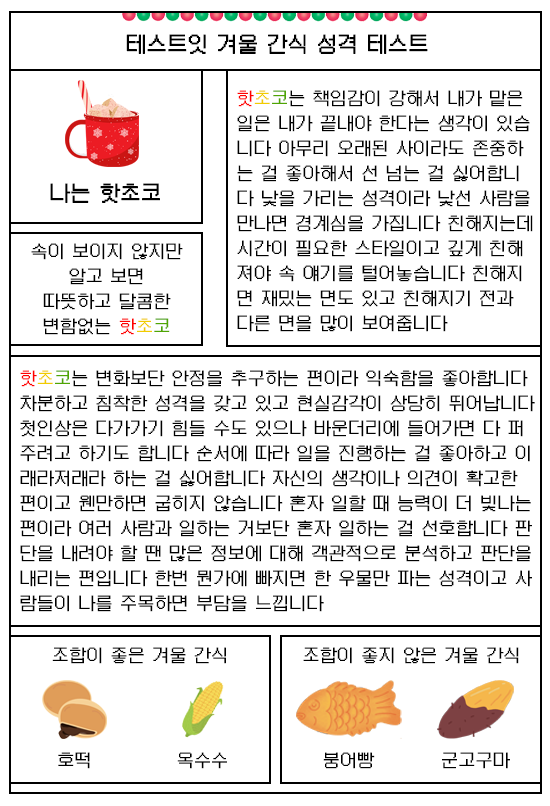 테스트잇 겨울 간식 성격 테스트
나는 핫초코
속이 보이지 않지만
알고 보면
따뜻하고 달콤한
변함없는 핫초코
핫초코는 책임감이 강해서 내가 맡은
일은 내가 끝내야 한다는 생각이 있습
니다 아무리 오래된 사이라도 존중하
는 걸 좋아해서 선 넘는 걸 싫어합니
다 낯을 가리는 성격이라 낯선 사람을
만나면 경계심을 가집니다 친해지는데
시간이 필요한 스타일이고 깊게 친해
져야 속 얘기를 털어놓습니다 친해지
면 재밌는 면도 있고 친해지기 전과
다른 면을 많이 보여줍니다
핫초코는 변화보단 안정을 추구하는 편이라 익숙함을 좋아합니다
차분하고 침착한 성격을 갖고 있고 현실감각이 상당히 뛰어납니다
첫인상은 다가가기 힘들 수도 있으나 바운더리에 들어가면 다 퍼
주려고 하기도 합니다 순서에 따라 일을 진행하는 걸 좋아하고 이
래라저래라 하는 걸 싫어합니다 자신의 생각이나 의견이 확고한
편이고 웬만하면 굽히지 않습니다 혼자 일할 때 능력이 더 빛나는
편이라 여러 사람과 일하는 거보단 혼자 일하는 걸 선호합니다 판
단을 내려야 할 땐 많은 정보에 대해 객관적으로 분석하고 판단을
내리는 편입니다 한번 뭔가에 빠지면 한 우물만 파는 성격이고 사
람들이 나를 주목하면 부담을 느낍니다
조합이 좋은 겨울 간식
호떡
옥수수
조합이 좋지 않은 겨울 간식
붕어빵
군고구마